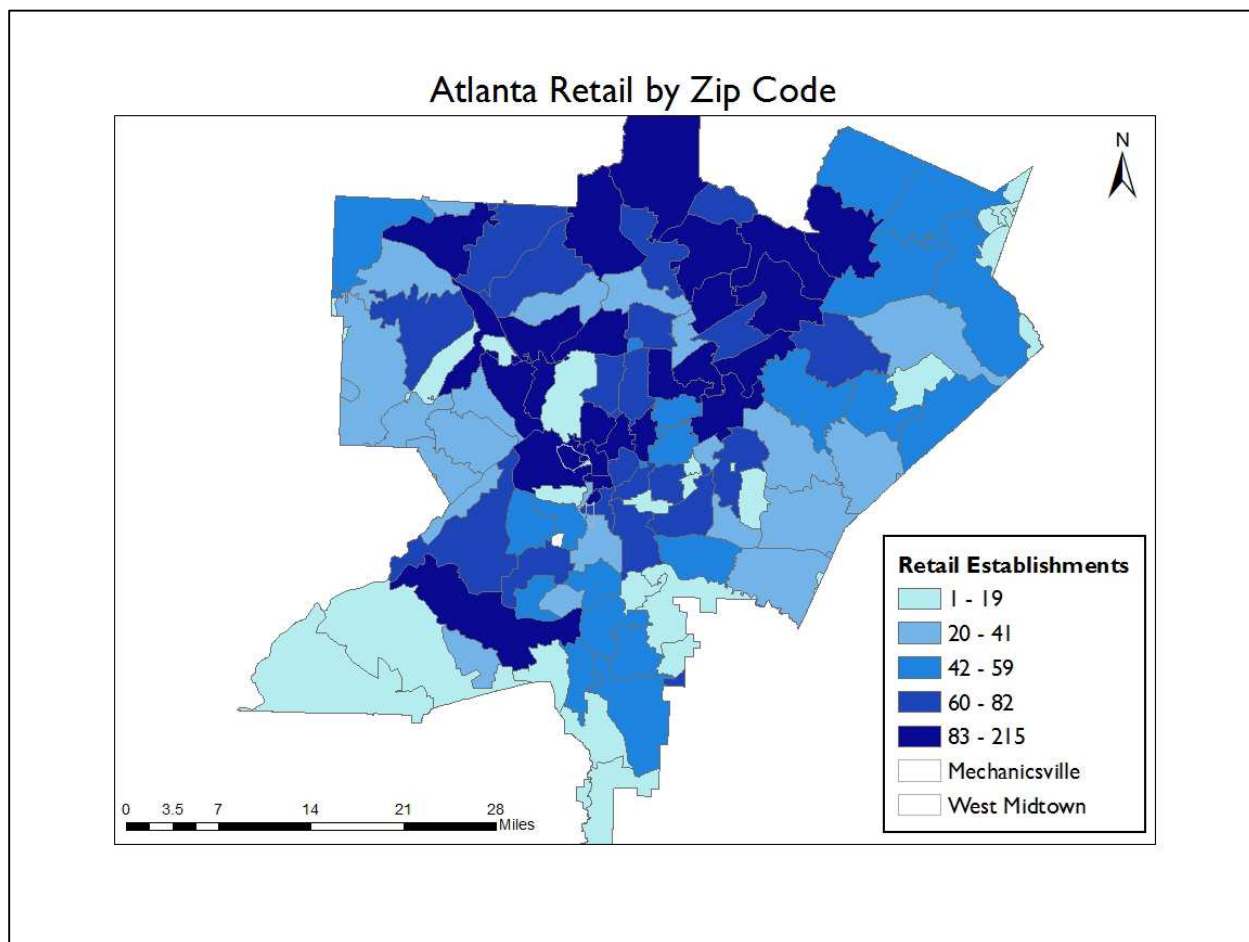 Atlanta Retail by Zip Code
N
Retail Establishments
1 - 19
20 - 41
42 - 59
60 - 82
83 - 215
Mechanicsville
West Midtown
0 3.5 7 14 21 28
Miles